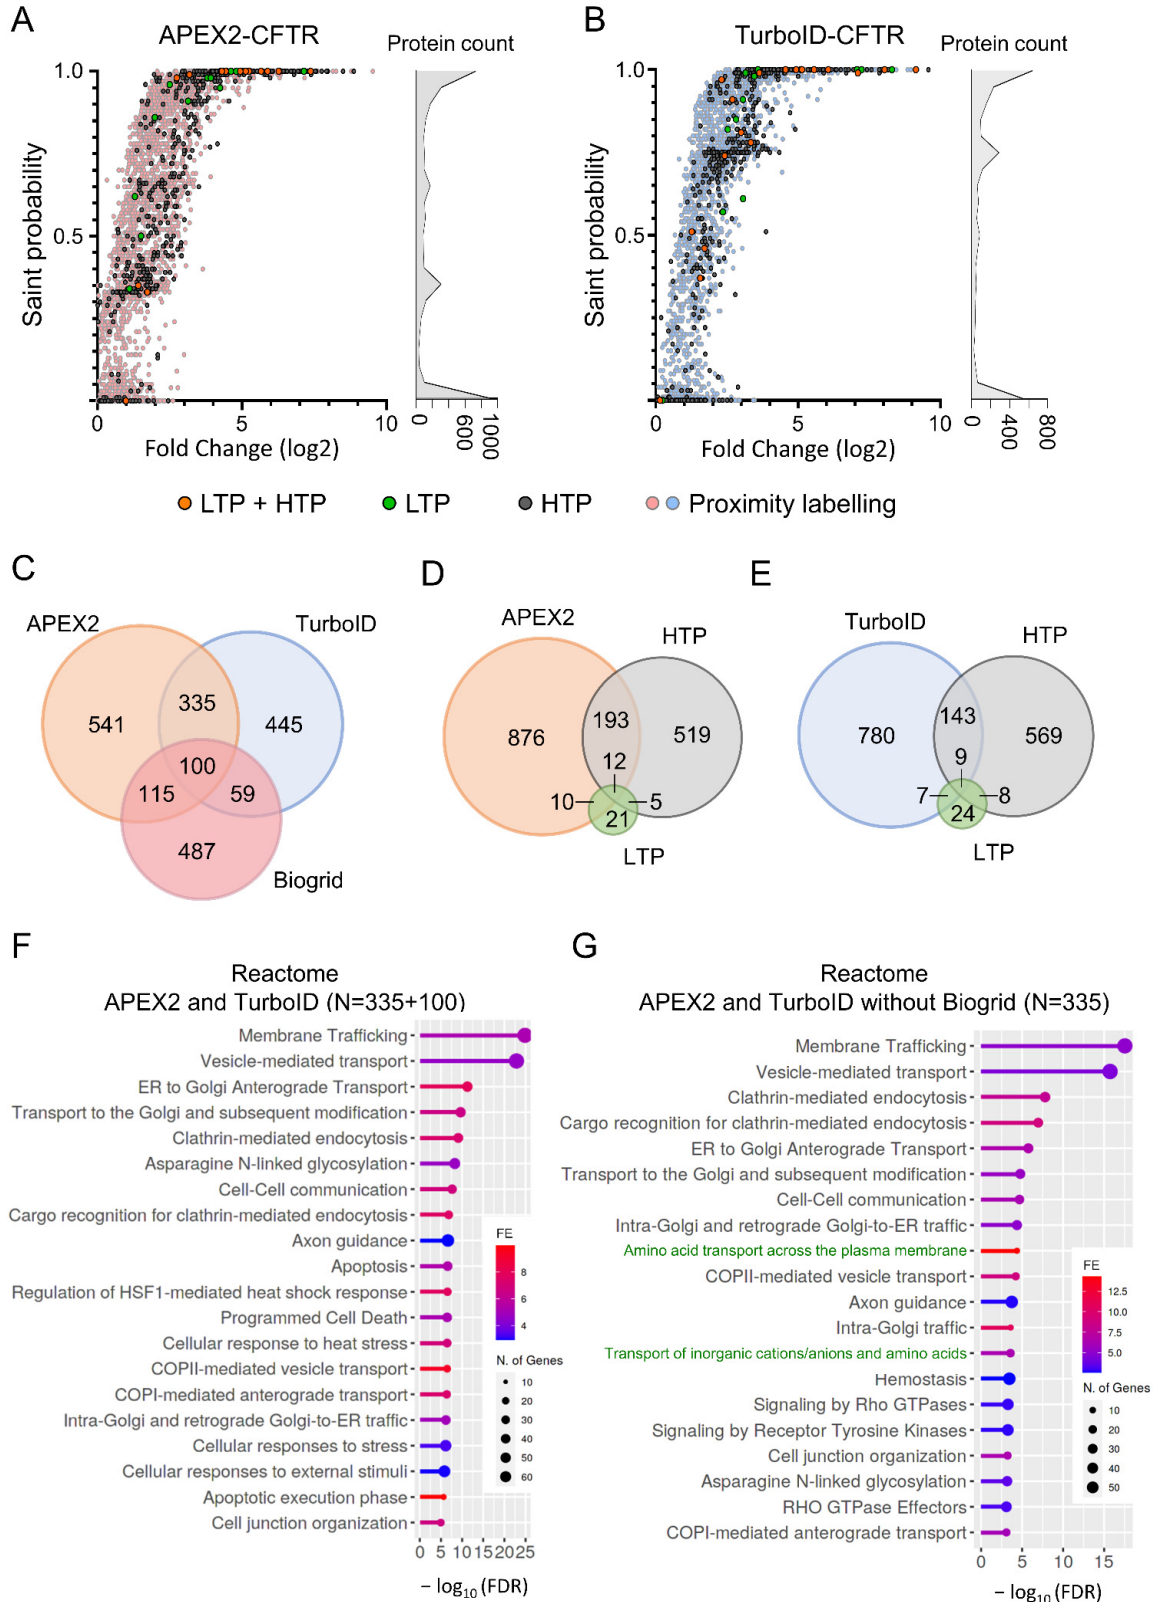 A
APEX2-CFTR
Protein count
1.0
0.5
0
5
10
Saint probability
Fold Change (log2)
0
600
1000
B
TurboID-CFTR
Protein count
1.0
0.5
0
0
5
10
Saint probability
Fold Change (log2)
0
400
800
LTP + HTP
LTP
HTP
Proximity labelling
C
APEX2
TurboID
335
541
445
100
115
59
487
Biogrid
D
APEX2
HTP
193
876
519
12
10
5
21
LTP
E
TurboID
HTP
143
780
569
9
7
8
24
LTP
F
Reactome
APEX2 and TurboID (N=335+100)
Membrane Trafficking
Vesicle-mediated transport
ER to Golgi Anterograde Transport
Transport to the Golgi and subsequent modification
Clathrin-mediated endocytosis
Asparagine N-linked glycosylation
Cell-Cell communication
Cargo recognition for clathrin-mediated endocytosis
Axon guidance
Apoptosis
Regulation of HSF1-mediated heat shock response
Programmed Cell Death
Cellular response to heat stress
COPII-mediated vesicle transport
COPI-mediated anterograde transport
Intra-Golgi and retrograde Golgi-to-ER traffic
Cellular responses to stress
Cellular responses to external stimuli
Apoptotic execution phase
Cell junction organization
FE
8
6
4
N. of Genes
10
20
30
40
50
60
0 5 10 15 20 25
− log10 (FDR)
G
Reactome
APEX2 and TurboID without Biogrid (N=335)
Membrane Trafficking
Vesicle-mediated transport
Clathrin-mediated endocytosis
Cargo recognition for clathrin-mediated endocytosis
ER to Golgi Anterograde Transport
Transport to the Golgi and subsequent modification
Cell-Cell communication
Intra-Golgi and retrograde Golgi-to-ER traffic
Amino acid transport across the plasma membrane
COPII-mediated vesicle transport
Axon guidance
Intra-Golgi traffic
Transport of inorganic cations/anions and amino acids
Hemostasis
Signaling by Rho GTPases
Signaling by Receptor Tyrosine Kinases
Cell junction organization
Asparagine N-linked glycosylation
RHO GTPase Effectors
COPI-mediated anterograde transport
FE
12.5
10.0
7.5
5.0
N. of Genes
10
20
30
40
50
0 5 10 15
− log10 (FDR)